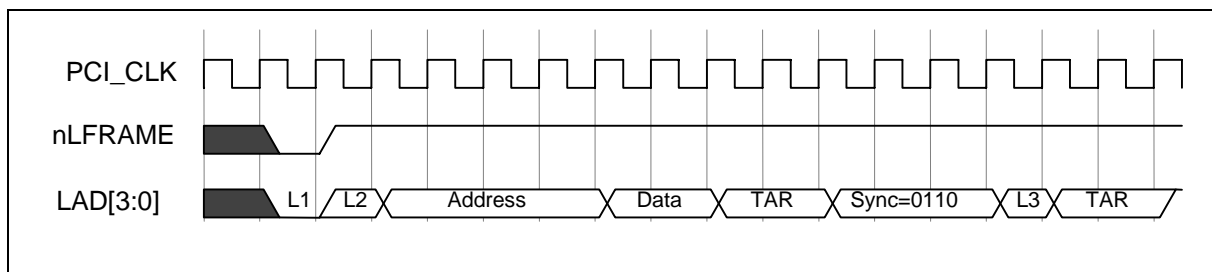 PCI_CLK
nLFRAME
LAD[3:0] L1 L2 Address Data TAR Sync=0110 L3 TAR